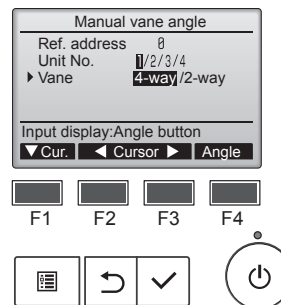 Manual vane angle
Ref. address 0
Unit No. 1/2/3/4
▶ Vane 4-way/2-way
Input display:Angle button
▼ Cur. ◀ Cursor ▶ Angle
F1 F2 F3 F4